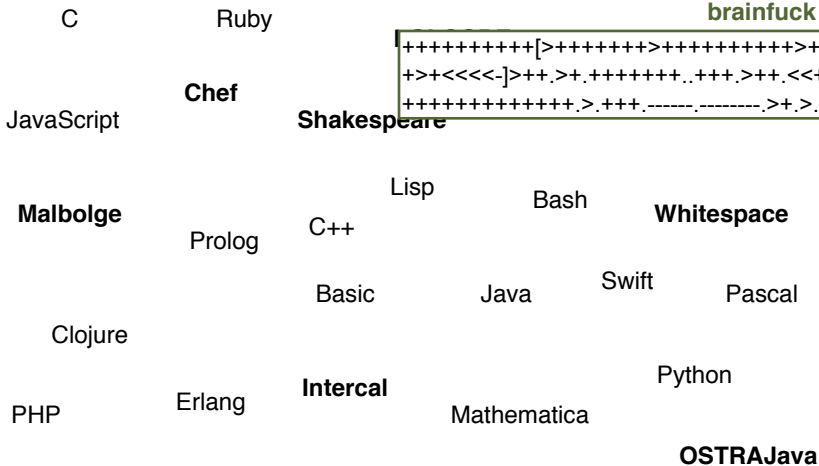 brainfuck
C Ruby
++++++++++[>+++++++>++++++++++>+
+>+<<<<-]>++.>+.+++++++..+++.>++.<<+
++++++++++++++.>.+++.------.--------.>+.>.
Chef
JavaScript Shakespeare
Lisp Bash
Malbolge C++ Whitespace
Prolog
Basic Java Swift Pascal
Clojure
Python
PHP Erlang Intercal Mathematica
OSTRAJava